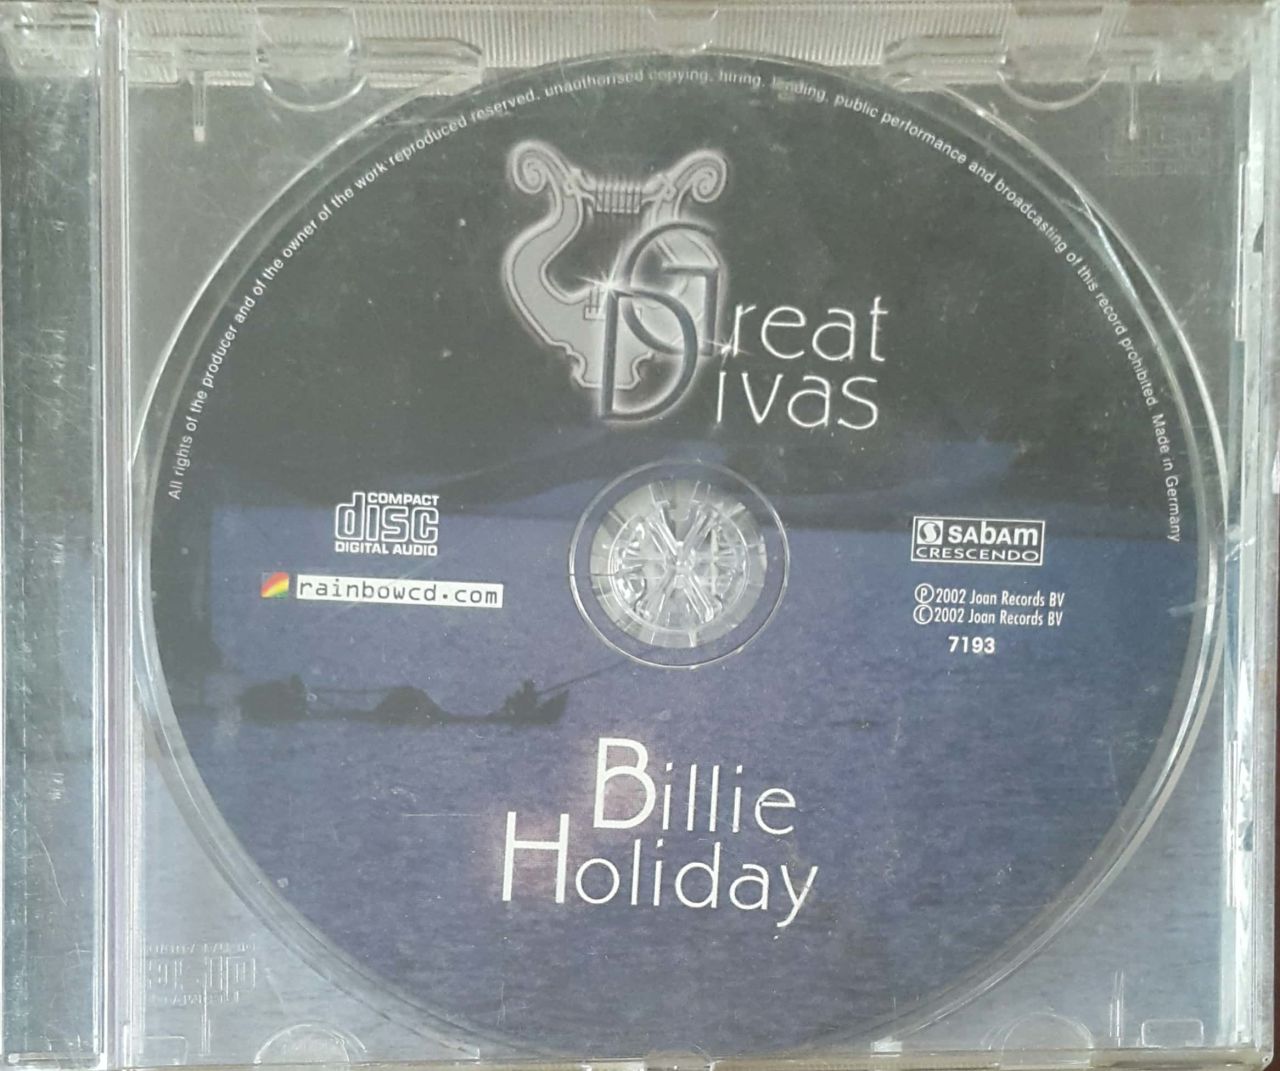 All rights of the producer and of the owner of the work reproduced reserved. unauthorised copying, hiring, lending, public performance and broadcasting of this record prohibited. Made in Germany
Great
Divas
COMPACT
disc
DIGITAL AUDIO
rainbowcd.com
sabam
CRESCENDO
Ⓟ2002 Joan Records BV
©2002 Joan Records BV
7193
Billie
Holiday